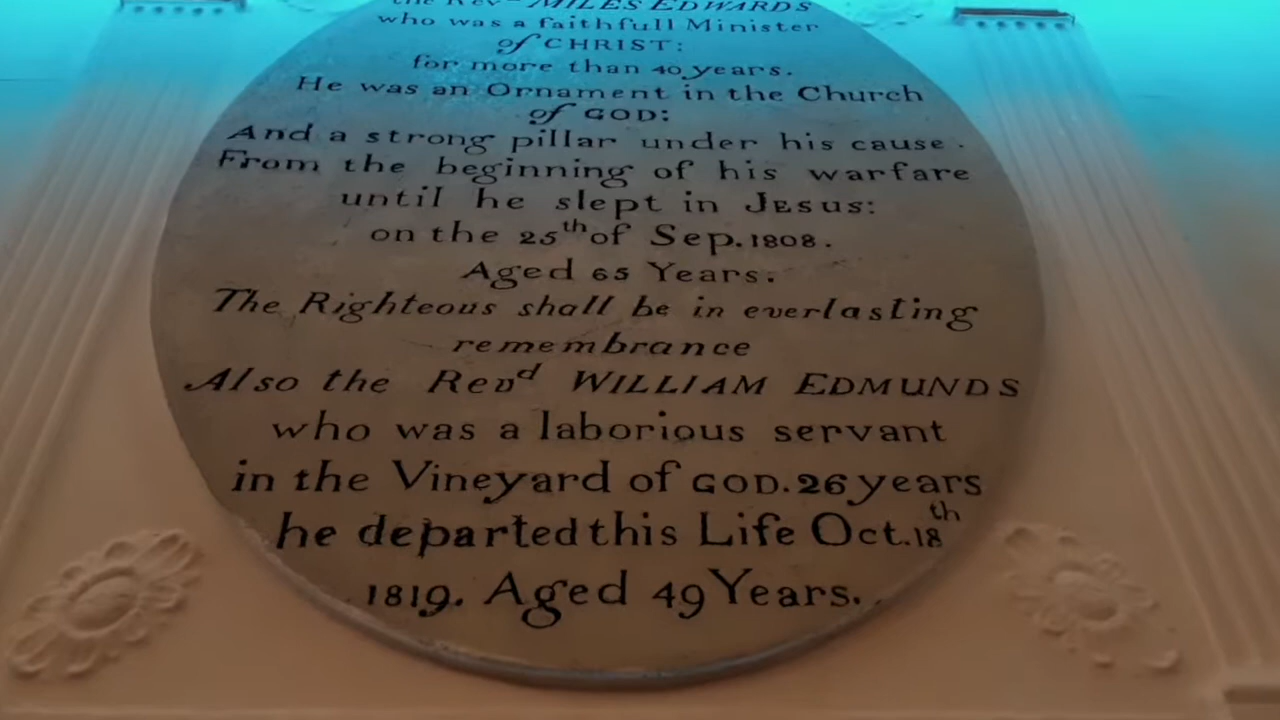 the Rev MILES EDWARDS
who was a faithfull Minister
of CHRIST:
for more than 40 years.
He was an Ornament in the Church
of GOD:
And a strong pillar under his cause.
From the beginning of his warfare
until he slept in JESUS:
on the 25th of Sep. 1808.
Aged 65 Years.
The Righteous shall be in everlasting
remembrance
Also the Revd WILLIAM EDMUNDS
who was a laborious servant
in the Vineyard of GOD. 26 years
he departed this Life Oct. 18th
1819. Aged 49 Years.